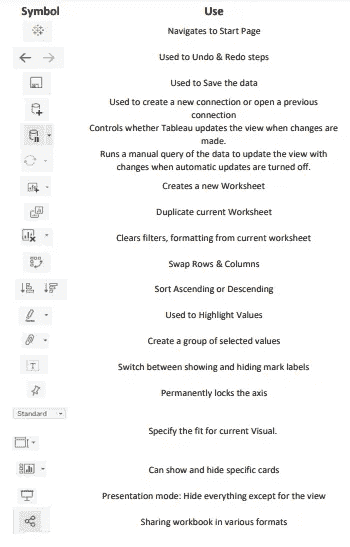 Symbol Use
Navigates to Start Page
Used to Undo & Redo steps
Used to Save the data
Used to create a new connection or open a previous
connection
Controls whether Tableau updates the view when changes are
made.
Runs a manual query of the data to update the view with
changes when automatic updates are turned off.
Creates a new Worksheet
Duplicate current Worksheet
Clears filters, formatting from current worksheet
Swap Rows & Columns
Sort Ascending or Descending
Used to Highlight Values
Create a group of selected values
T Switch between showing and hiding mark labels
Permanently locks the axis
Standard
Specify the fit for current Visual.
Can show and hide specific cards
Presentation mode: Hide everything except for the view
Sharing workbook in various formats